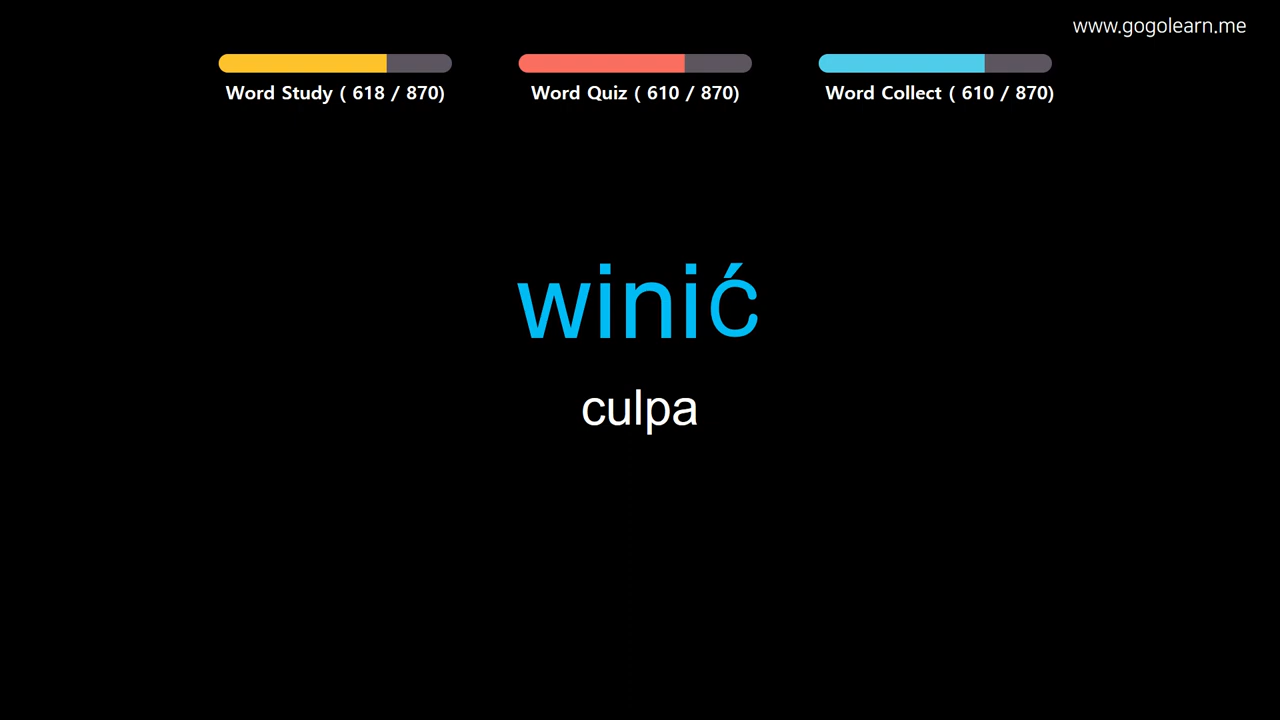 www.gogolearn.me
Word Study ( 618 / 870)
Word Quiz ( 610 / 870)
Word Collect ( 610 / 870)
winić
culpa